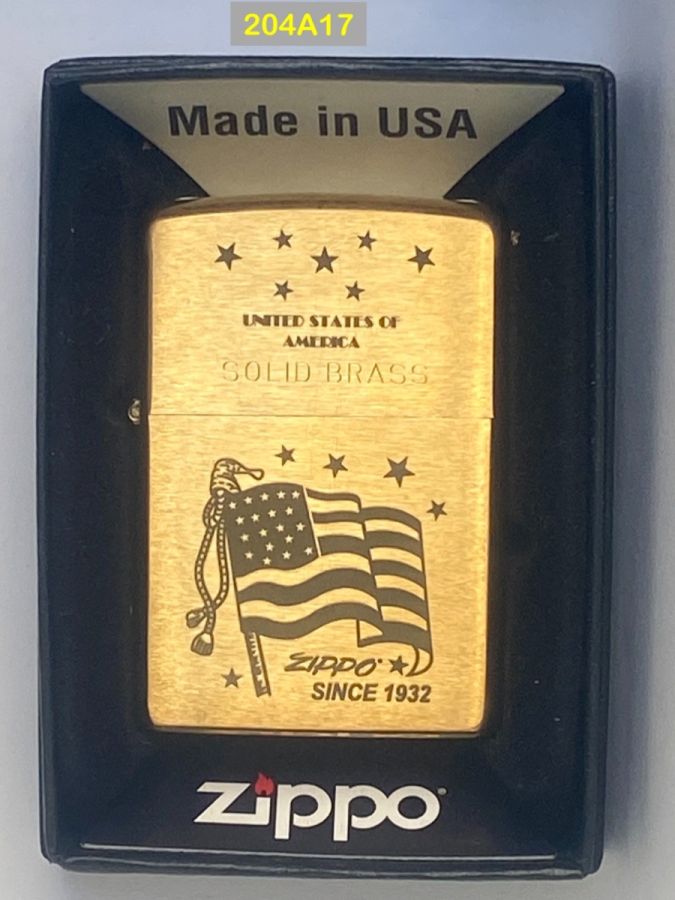 204A17
Made in USA
UNITED STATES OF
AMERICA
SOLID BRASS
ZIPPO
SINCE 1932
zippo